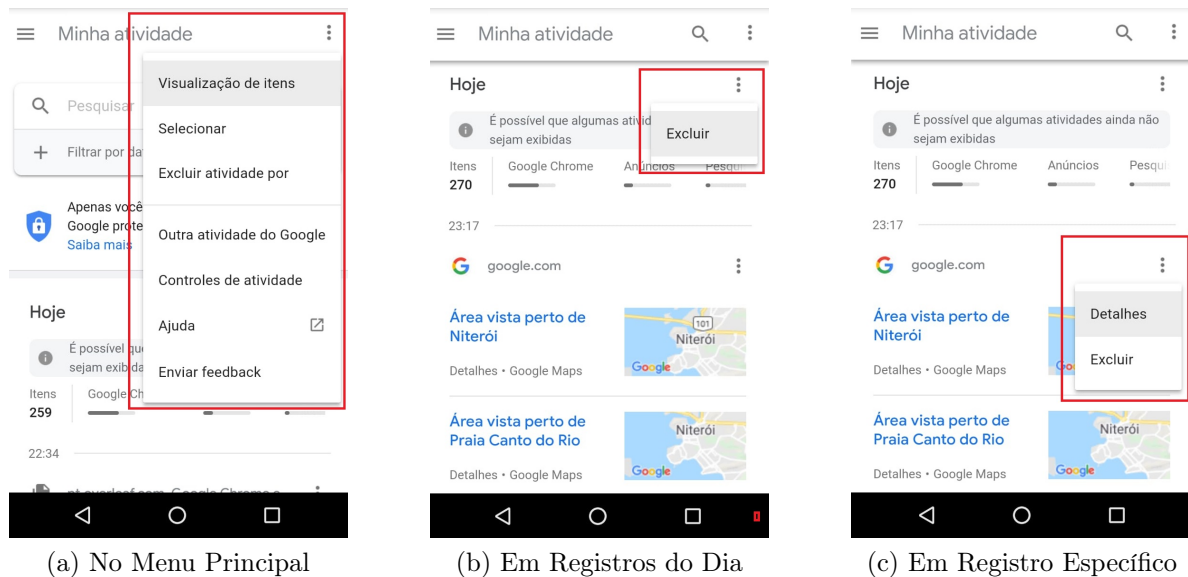 Minha atividade
Visualização de itens
Pesquisar
Selecionar
Filtrar por da
Excluir atividade por
Apenas você
Google prote
Saiba mais
Outra atividade do Google
Controles de atividade
Hoje
Ajuda
É possível qu
sejam exibida
Enviar feedback
Itens
Google Ch
259
22:34
(a) No Menu Principal
Minha atividade
Hoje
É possível que algumas ativid
sejam exibidas
Excluir
Itens
Google Chrome
Anúncios
Pesqui
270
23:17
google.com
Área vista perto de
Niterói
101
Niterói
Google
Detalhes • Google Maps
Área vista perto de
Praia Canto do Rio
Niterói
Google
Detalhes • Google Maps
(b) Em Registros do Dia
Minha atividade
Hoje
É possível que algumas atividades ainda não
sejam exibidas
Itens
Google Chrome
Anúncios
Pesqui
270
23:17
google.com
Detalhes
Excluir
Área vista perto de
Niterói
Detalhes • Google Maps
Área vista perto de
Praia Canto do Rio
Niterói
Google
Detalhes • Google Maps
(c) Em Registro Específico